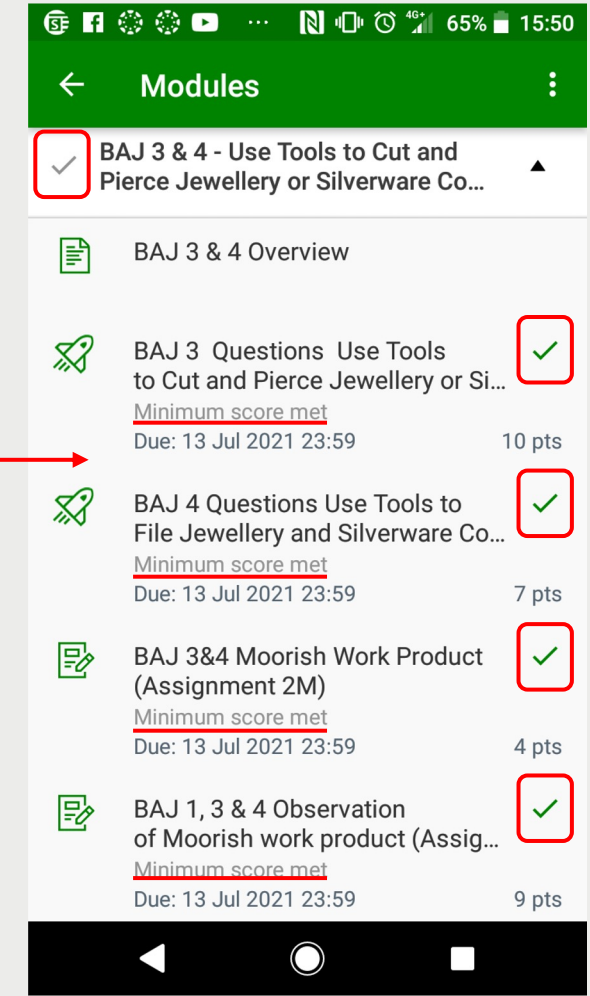 4G+ 65% 15:50
Modules
BAJ 3 & 4 - Use Tools to Cut and
Pierce Jewellery or Silverware Co...
BAJ 3 & 4 Overview
BAJ 3 Questions Use Tools
to Cut and Pierce Jewellery or Si...
Minimum score met
Due: 13 Jul 2021 23:59 10 pts
BAJ 4 Questions Use Tools to
File Jewellery and Silverware Co...
Minimum score met
Due: 13 Jul 2021 23:59 7 pts
BAJ 3&4 Moorish Work Product
(Assignment 2M)
Minimum score met
Due: 13 Jul 2021 23:59 4 pts
BAJ 1, 3 & 4 Observation
of Moorish work product (Assig...
Minimum score met
Due: 13 Jul 2021 23:59 9 pts